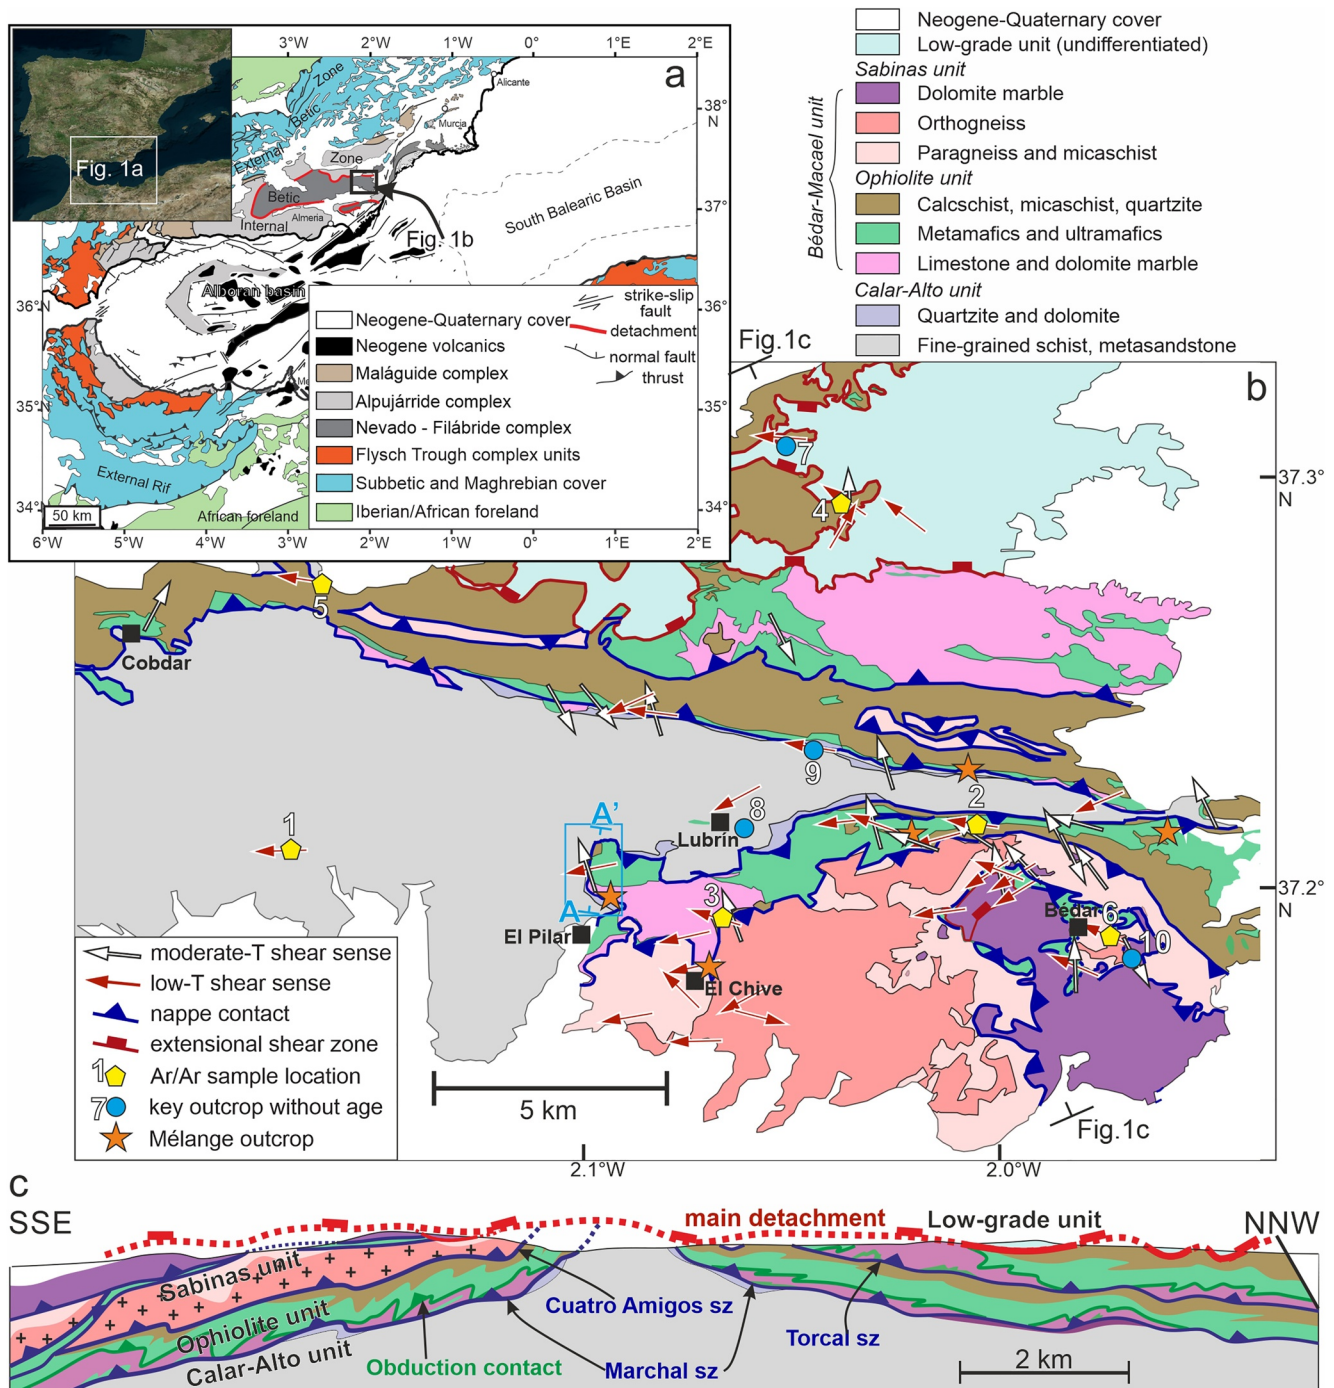 Neogene-Quaternary cover
Low-grade unit (undifferentiated)
Sabinas unit
Dolomite marble
Orthogneiss
Paragneiss and micaschist
Ophiolite unit
Calcschist, micaschist, quartzite
Metamafics and ultramafics
Limestone and dolomite marble
Calar-Alto unit
Quartzite and dolomite
Fine-grained schist, metasandstone
Bédar-Macael unit
3°W
2°W
1°W
0°
1°E
2°E
a
Fig. 1a
Zone
Betic
External
Alicante
Murcia
Zone
Betic
Internal
Almeria
38°
N
37°
South Balearic Basin
Fig. 1b
Alboran basin
36°N
36°
35°N
35°
34°
34°
External Rif
African foreland
50 km
Neogene-Quaternary cover
Neogene volcanics
Maláguide complex
Alpujárride complex
Nevado - Filábride complex
Flysch Trough complex units
Subbetic and Maghrebian cover
Iberian/African foreland
strike-slip
fault
detachment
normal fault
thrust
6°W
5°W
4°W
3°W
2°W
1°W
0°
1°E
2°E
Fig.1c
b
7
37.3°
N
4
5
Cobdar
9
2
1
8
A'
Lubrín
37.2°
N
3
A
El Pilar
Bédar
6
10
El Chive
moderate-T shear sense
low-T shear sense
nappe contact
extensional shear zone
1
Ar/Ar sample location
7
key outcrop without age
Mélange outcrop
5 km
Fig.1c
2.1°W
2.0°W
c
SSE
NNW
main detachment
Low-grade unit
Sabinas unit
Ophiolite unit
Calar-Alto unit
Cuatro Amigos sz
Obduction contact
Marchal sz
Torcal sz
2 km